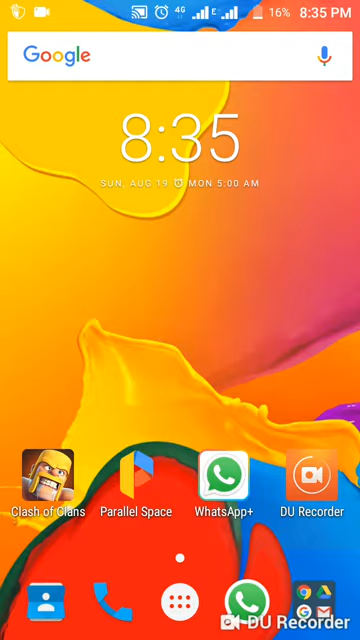 4G E 16% 8:35 PM
Google
8:35
SUN, AUG 19 MON 5:00 AM
Clash of Clans Parallel Space WhatsApp+ DU Recorder
DU Recorder